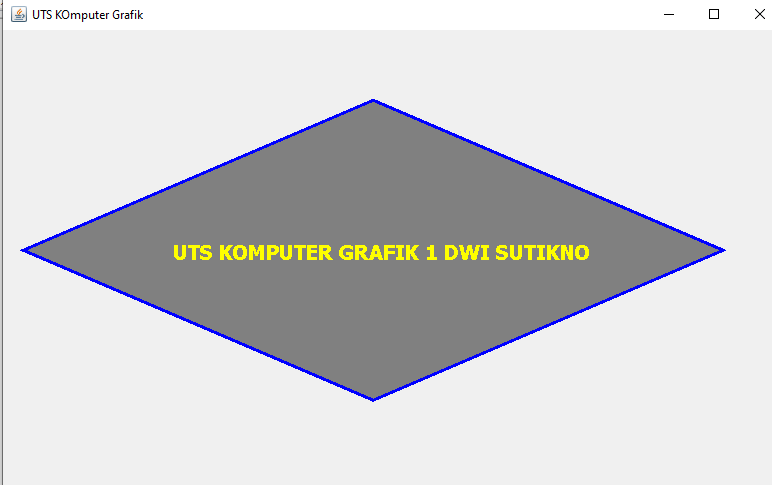 UTS KOmputer Grafik
UTS KOMPUTER GRAFIK 1 DWI SUTIKNO